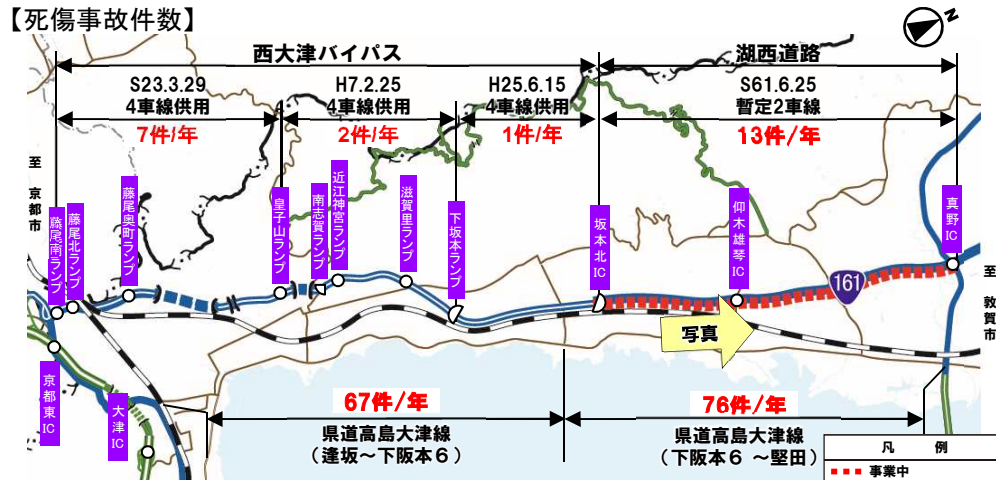 【死傷事故件数】
N
西大津バイパス
湖西道路
S23.3.29
4車線供用
7件/年
H7.2.25
4車線供用
2件/年
H25.6.15
4車線供用
1件/年
S61.6.25
暫定2車線
13件/年
至 京都市
藤尾南ランプ
藤尾北ランプ
藤尾奥町ランプ
皇子山ランプ
南志賀ランプ
近江神宮ランプ
滋賀里ランプ
下坂本ランプ
坂本北IC
仰木雄琴IC
真野IC
至 敦賀市
161
写真
京都東IC
大津IC
67件/年
県道高島大津線
（逢坂～下阪本６）
76件/年
県道高島大津線
（下阪本６ ～堅田）
凡 例
事業中